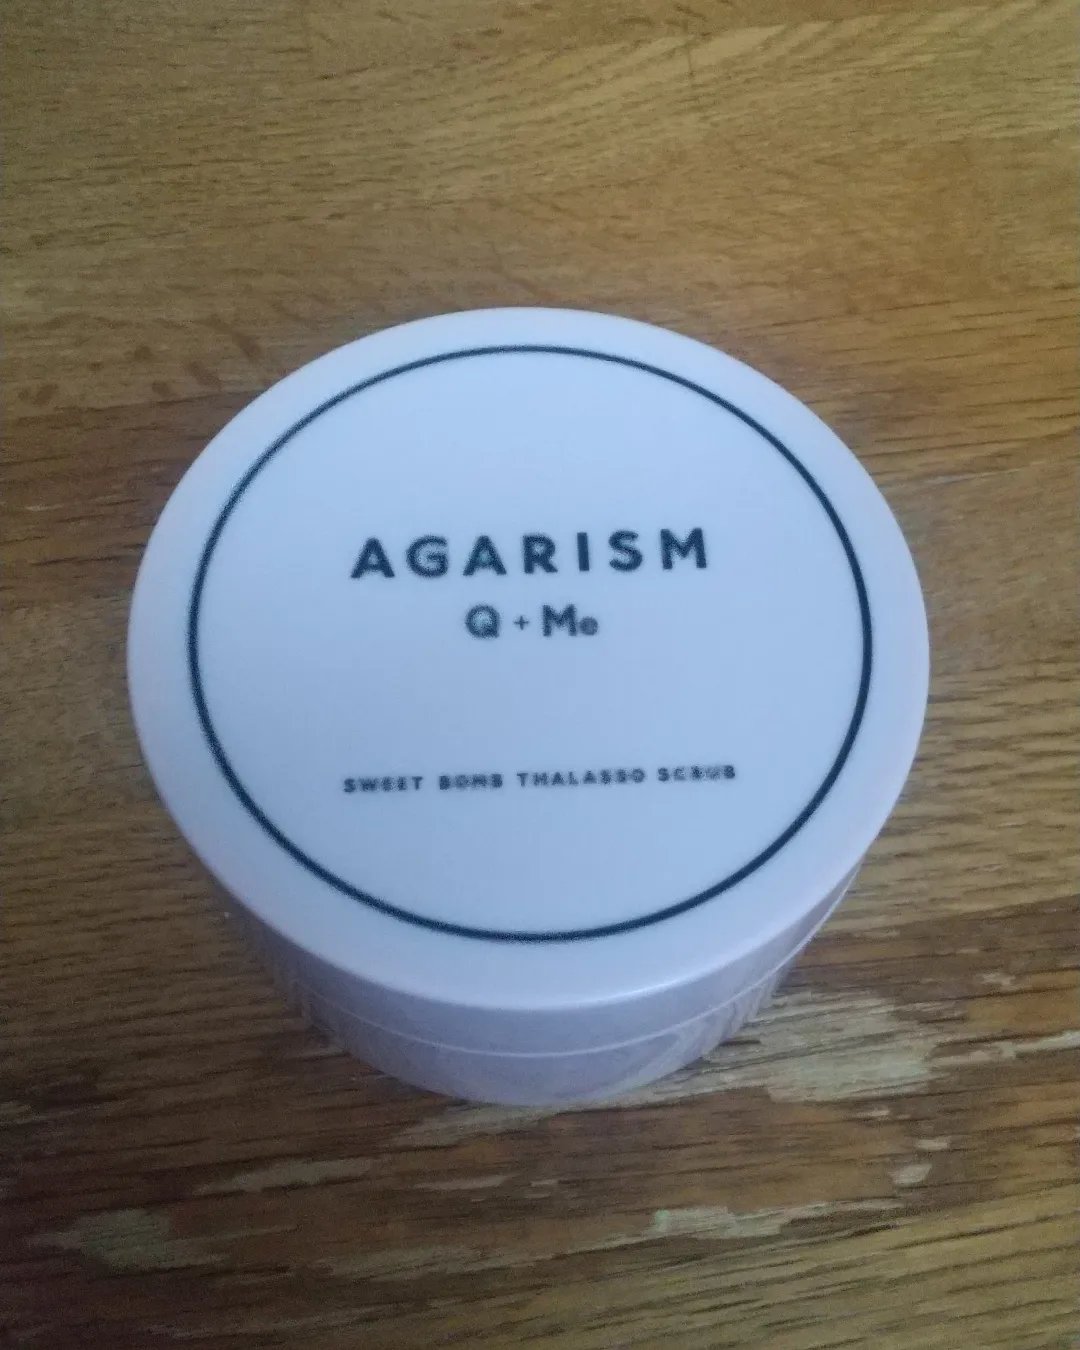 AGARISM
Q + Me
SWEET BOMB THALASSO SCRUB